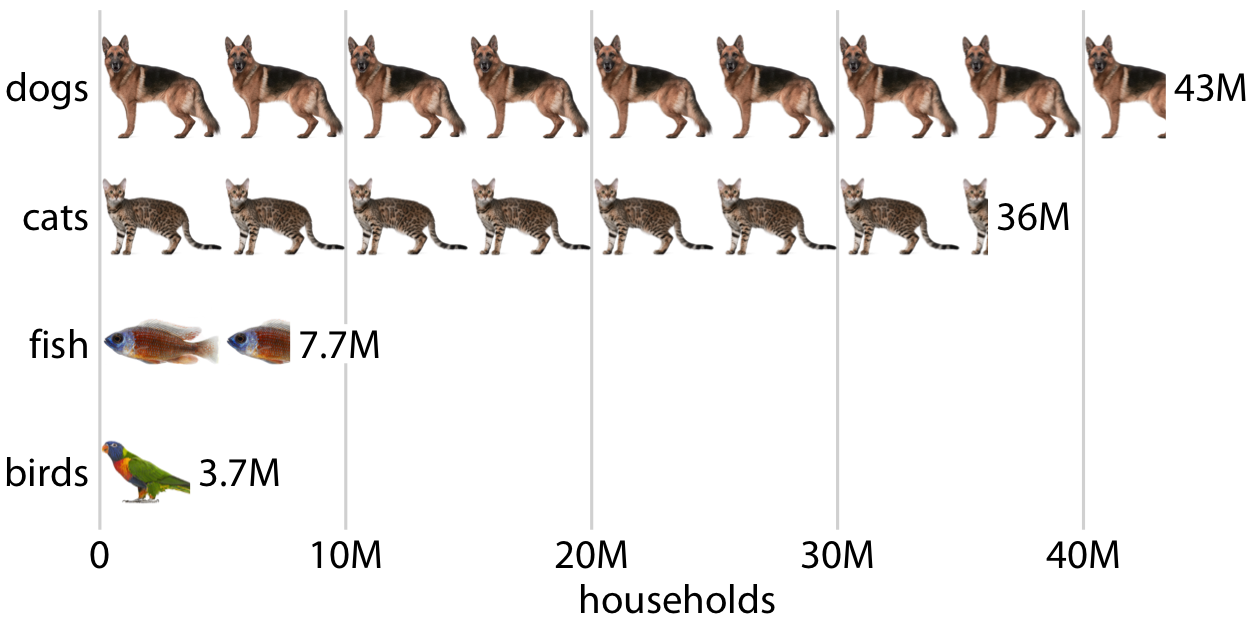 dogs 43M
cats 36M
fish 7.7M
birds 3.7M
0 10M 20M 30M 40M
households